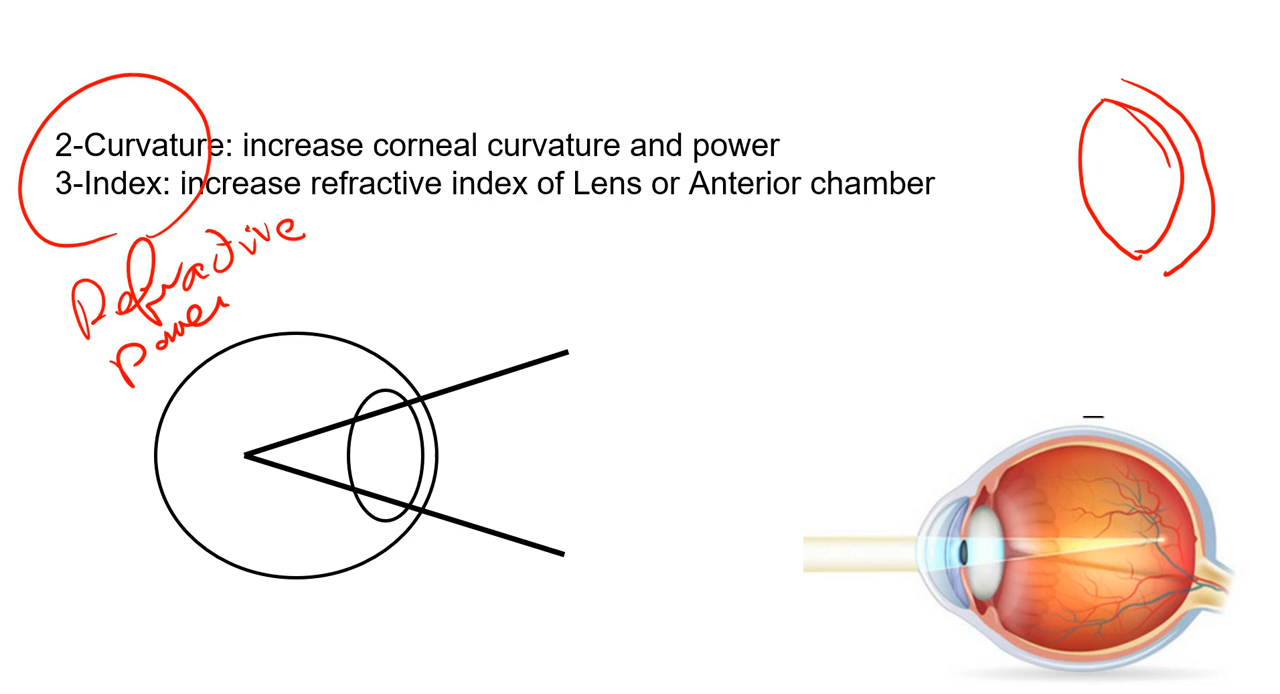 2-Curvature: increase corneal curvature and power
3-Index: increase refractive index of Lens or Anterior chamber
Refractive
power